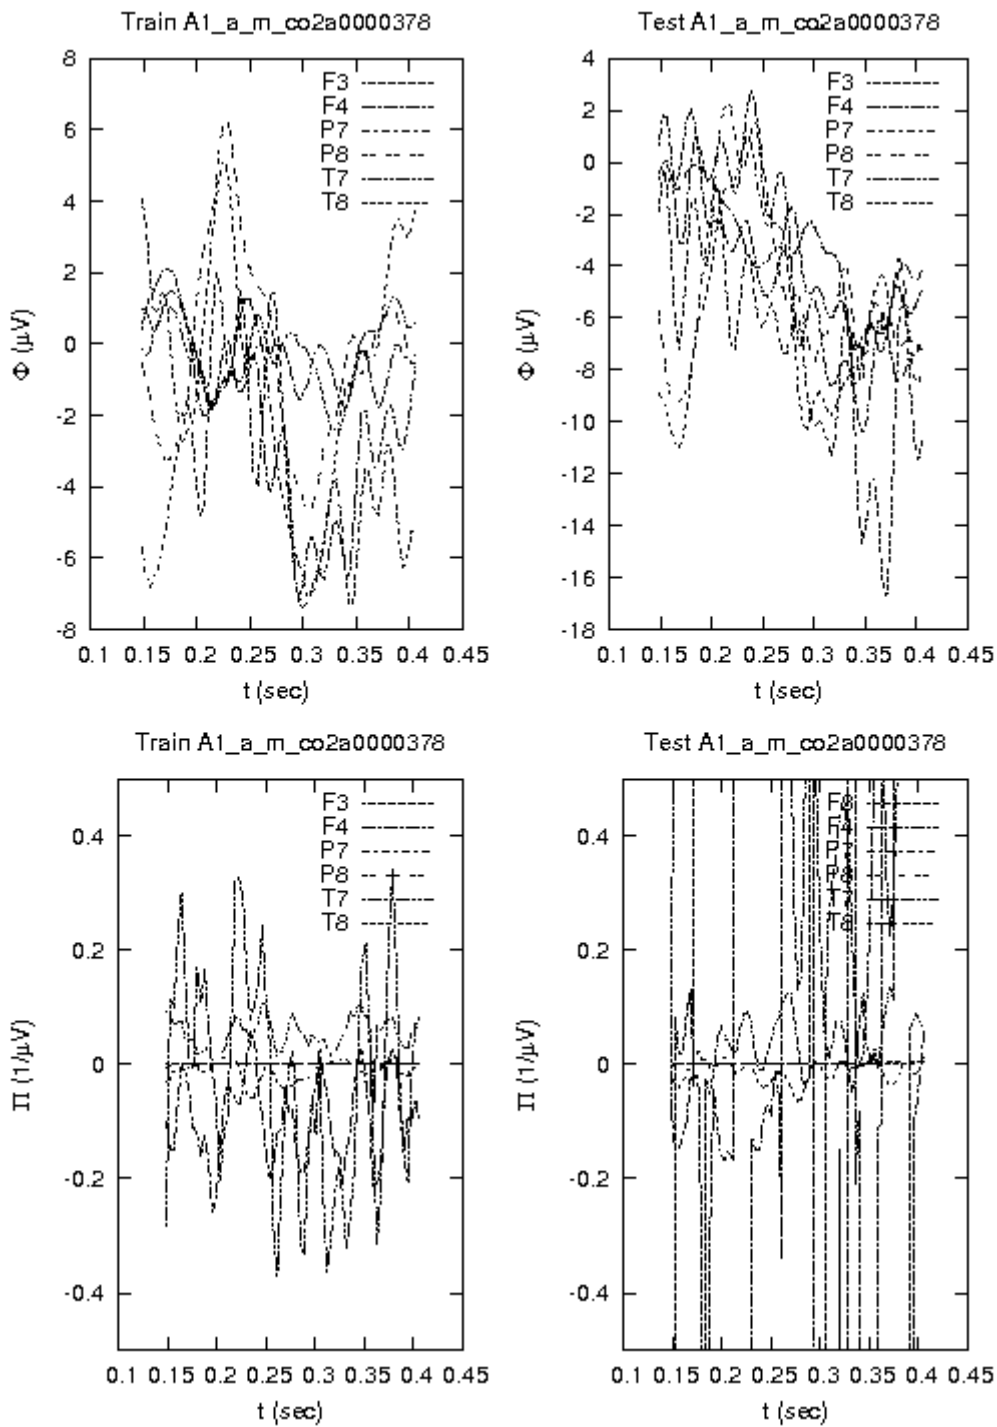 Train A1_a_m_co2a0000378
8
6
4
2
0
-2
-4
-6
-8
Φ (μV)
F3
F4
P7
P8
T7
T8
0.1 0.15 0.2 0.25 0.3 0.35 0.4 0.45
t (sec)
Test A1_a_m_co2a0000378
4
2
0
-2
-4
-6
-8
-10
-12
-14
-16
-18
Φ (μV)
F3
F4
P7
P8
T7
T8
0.1 0.15 0.2 0.25 0.3 0.35 0.4 0.45
t (sec)
Train A1_a_m_co2a0000378
0.4
0.2
0
-0.2
-0.4
Π (1/μV)
F3
F4
P7
P8
T7
T8
0.1 0.15 0.2 0.25 0.3 0.35 0.4 0.45
t (sec)
Test A1_a_m_co2a0000378
0.4
0.2
0
-0.2
-0.4
Π (1/μV)
F3
F4
P7
P8
T7
T8
0.1 0.15 0.2 0.25 0.3 0.35 0.4 0.45
t (sec)